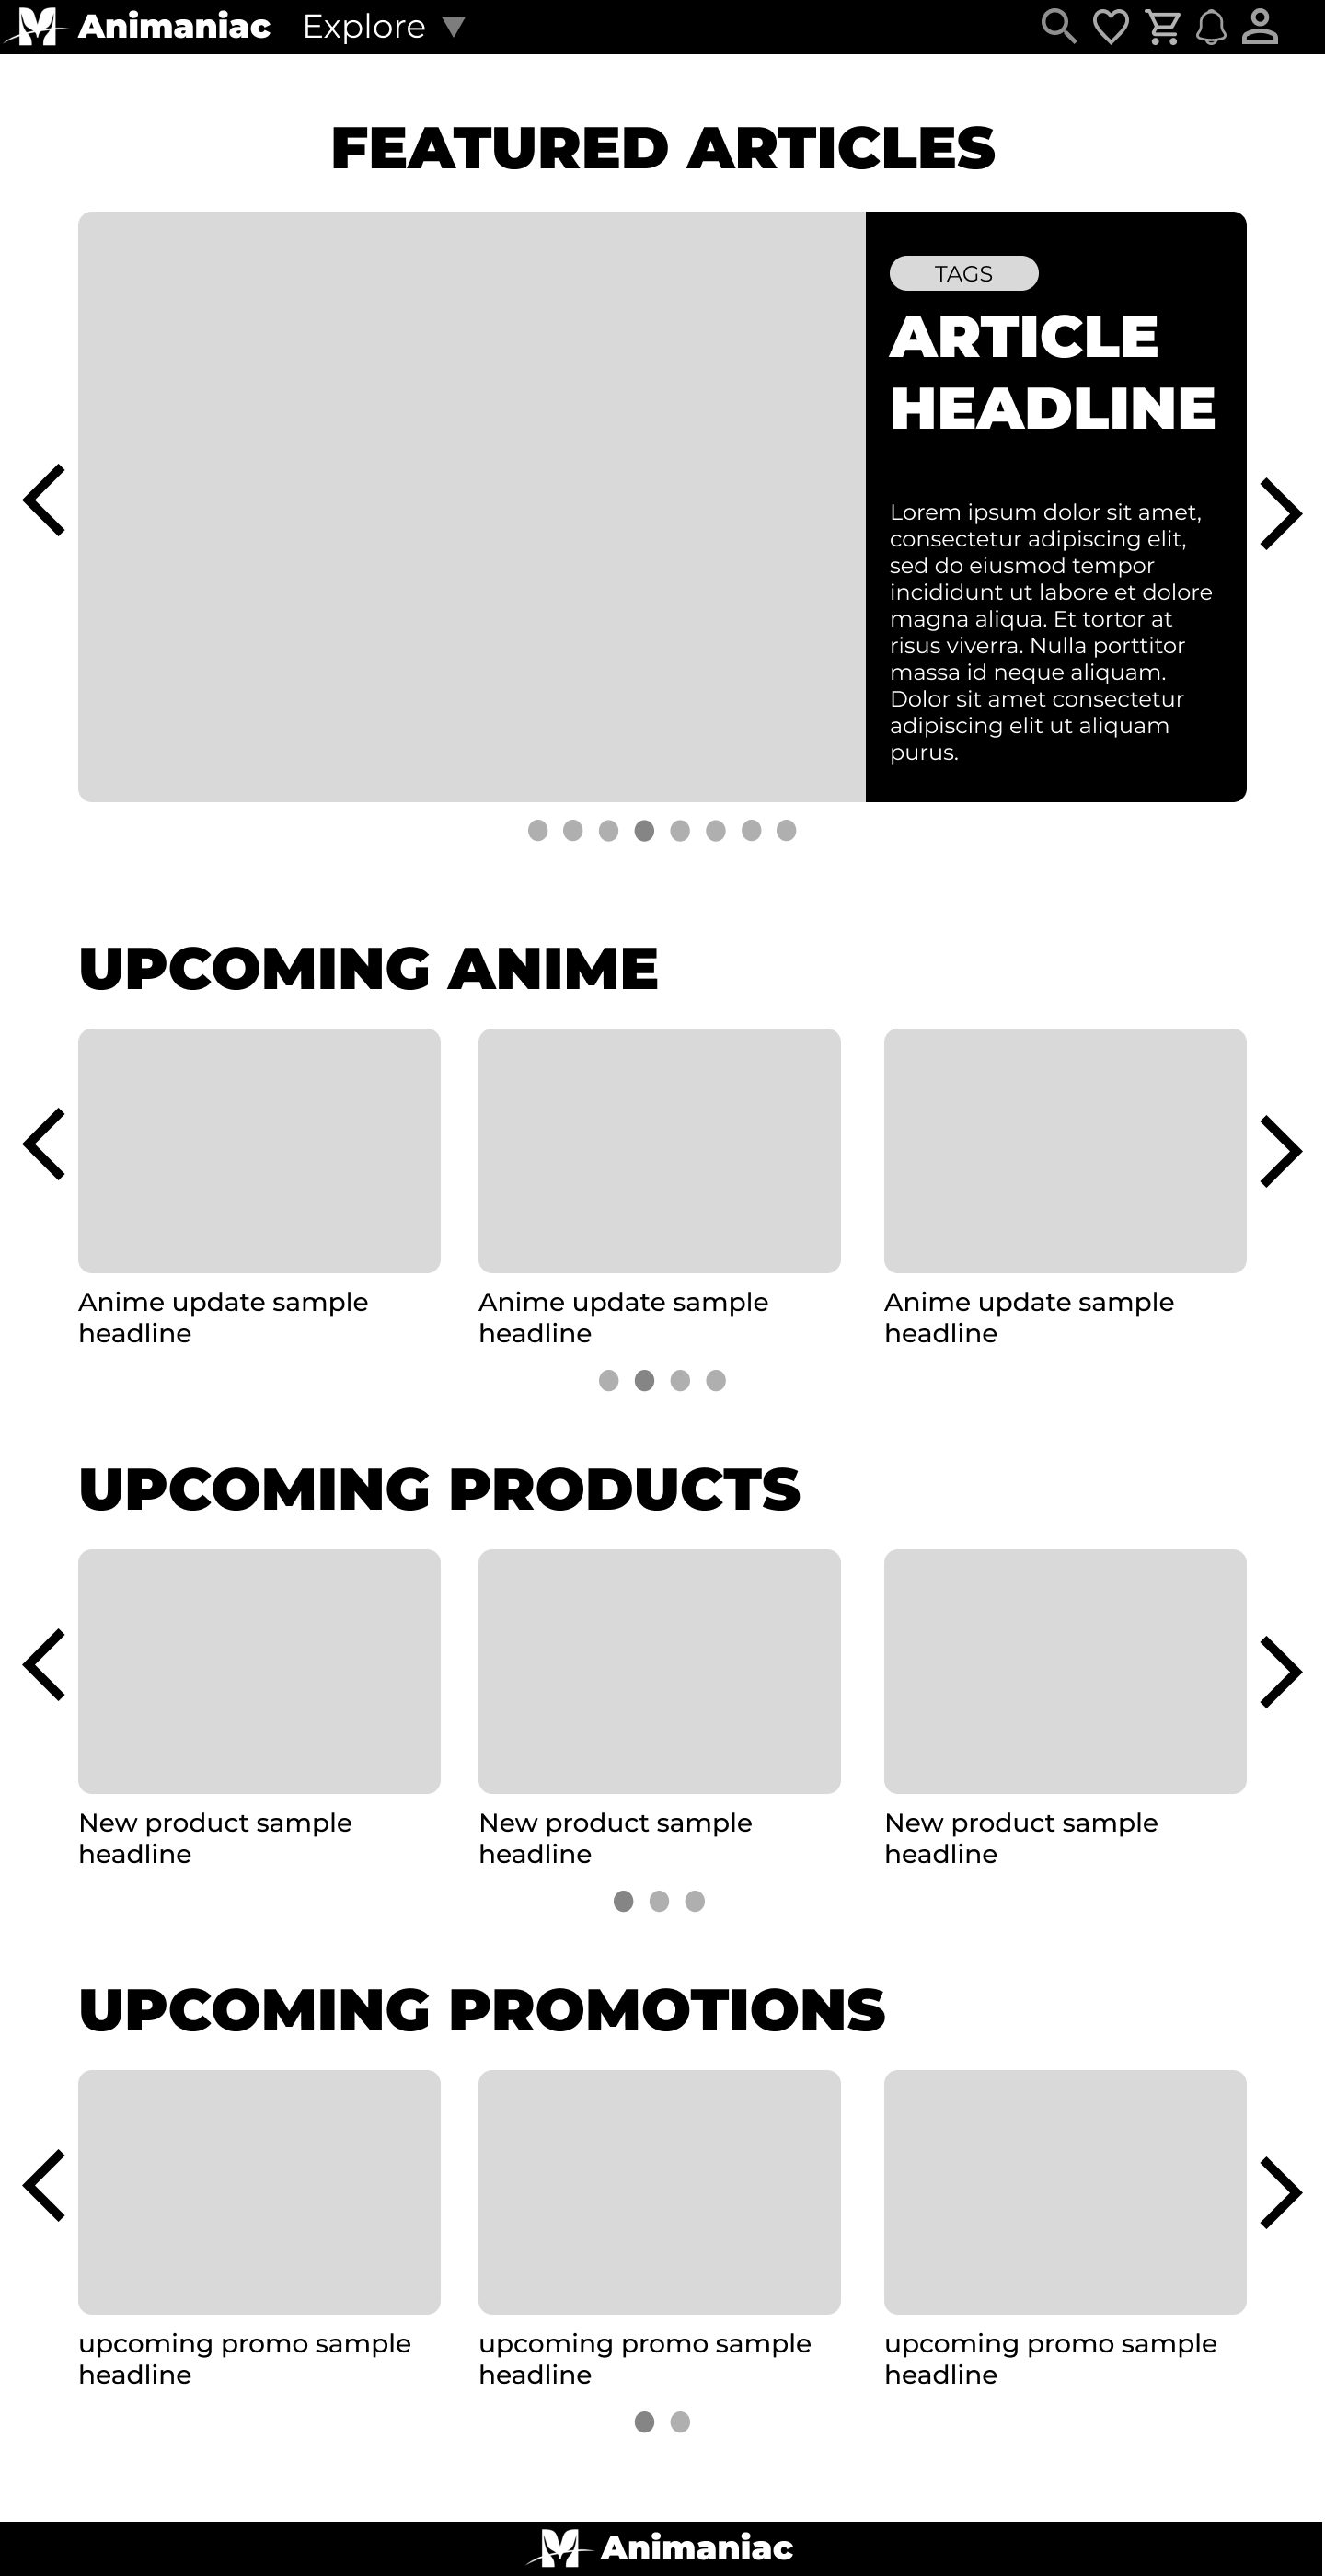 Animaniac Explore
FEATURED ARTICLES
TAGS
ARTICLE
HEADLINE
Lorem ipsum dolor sit amet,
consectetur adipiscing elit,
sed do eiusmod tempor
incididunt ut labore et dolore
magna aliqua. Et tortor at
risus viverra. Nulla porttitor
massa id neque aliquam.
Dolor sit amet consectetur
adipiscing elit ut aliquam
purus.
UPCOMING ANIME
Anime update sample
headline
Anime update sample
headline
Anime update sample
headline
UPCOMING PRODUCTS
New product sample
headline
New product sample
headline
New product sample
headline
UPCOMING PROMOTIONS
upcoming promo sample
headline
upcoming promo sample
headline
upcoming promo sample
headline
Animaniac